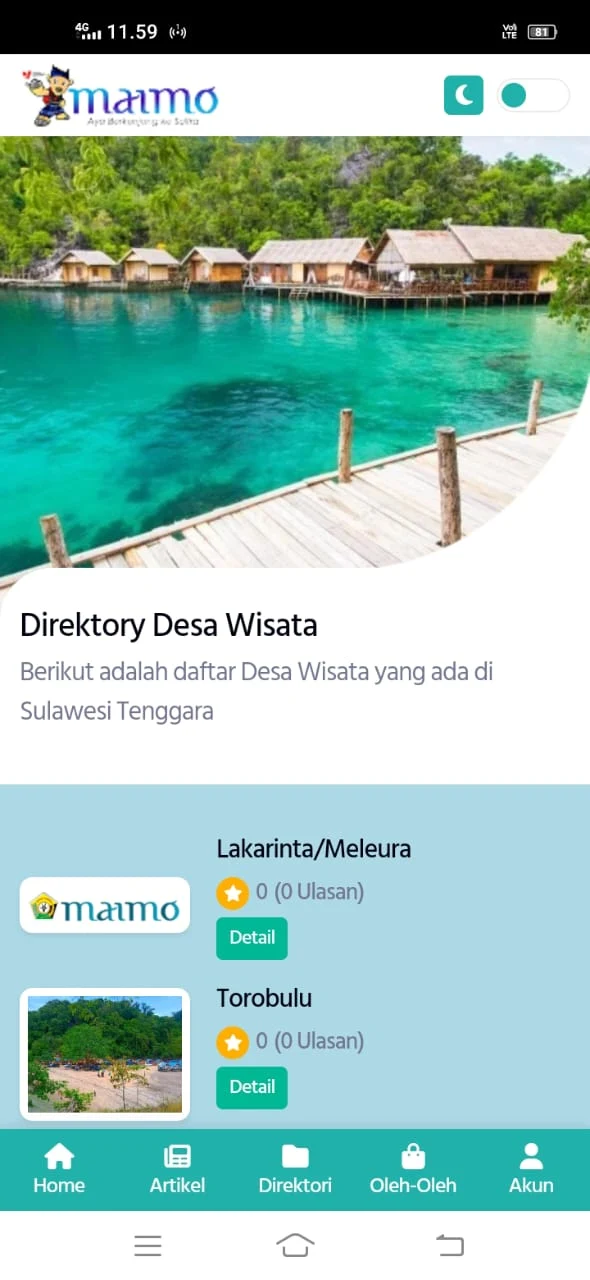 4G 11.59
Vo) LTE 81
maimo
Ayo Berkunjung ke Sultra
Direktory Desa Wisata
Berikut adalah daftar Desa Wisata yang ada di
Sulawesi Tenggara
Lakarinta/Meleura
maimo
0 (0 Ulasan)
Detail
Torobulu
0 (0 Ulasan)
Detail
Home
Artikel
Direktori
Oleh-Oleh
Akun